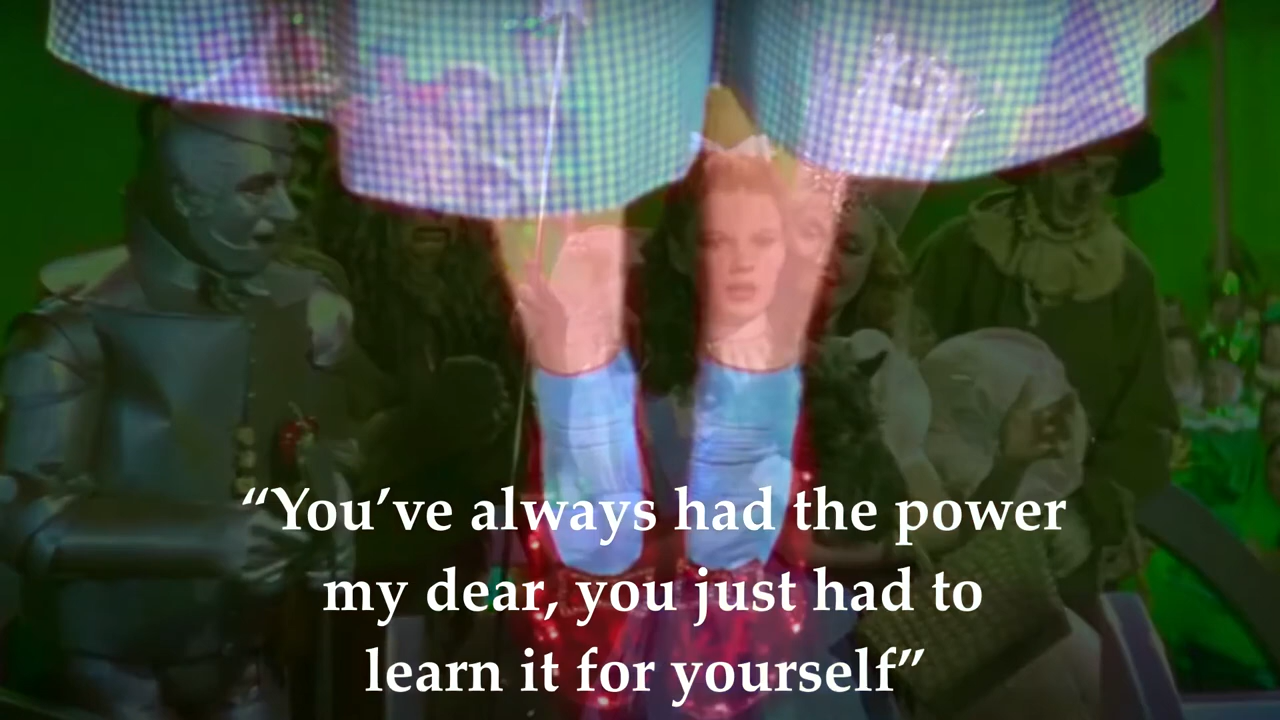 “You’ve always had the power
my dear, you just had to
learn it for yourself”